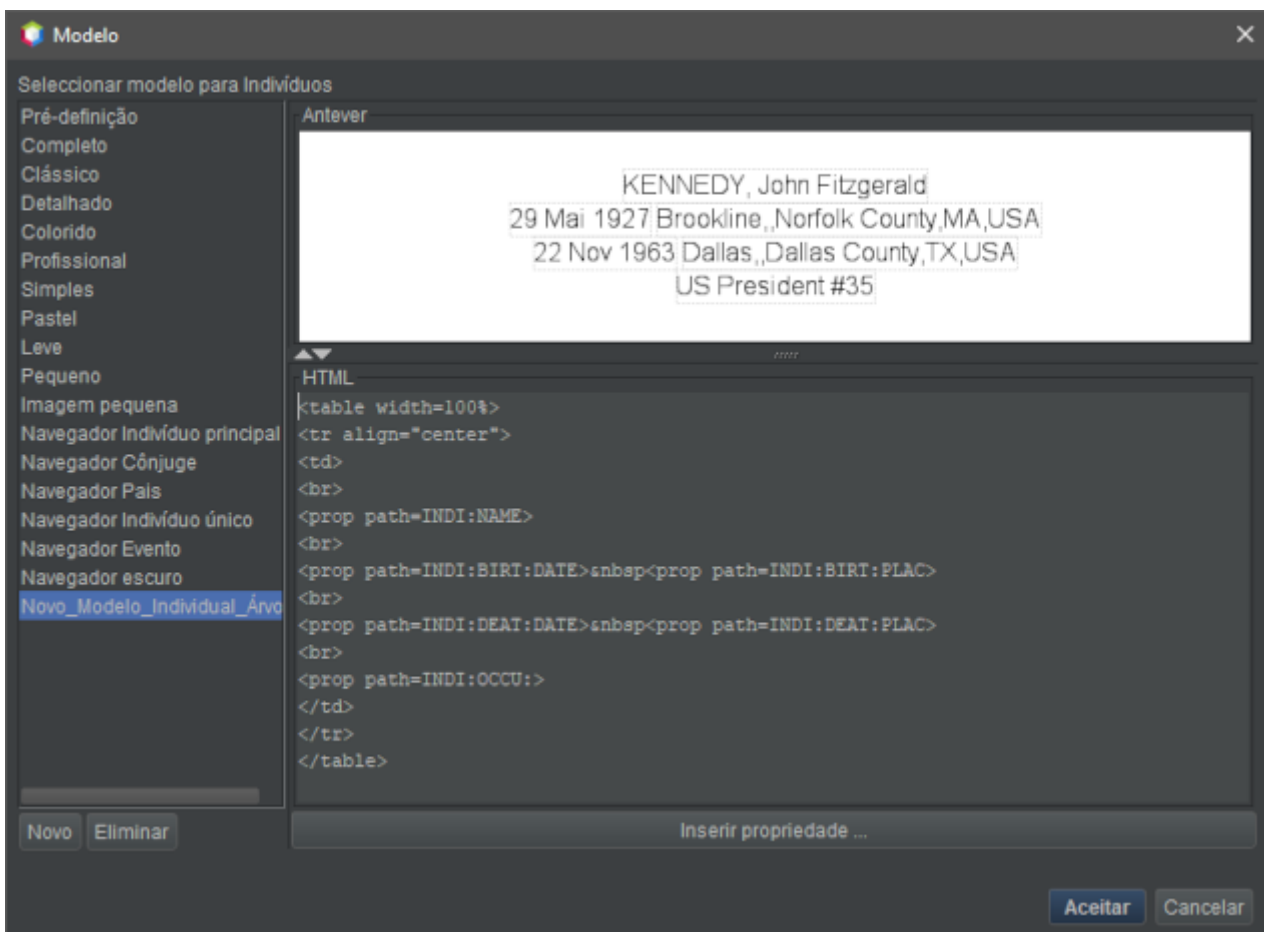 Modelo
Seleccionar modelo para Indivíduos
Pré-definição
Completo
Clássico
Detalhado
Colorido
Profissional
Simples
Pastel
Leve
Pequeno
Imagem pequena
Navegador Indivíduo principal
Navegador Cônjuge
Navegador Pais
Navegador Indivíduo único
Navegador Evento
Navegador escuro
Novo_Modelo_Individual_Árvo
Novo Eliminar
Antever
KENNEDY, John Fitzgerald
29 Mai 1927 Brookline,,Norfolk County,MA,USA
22 Nov 1963 Dallas,,Dallas County,TX,USA
US President #35
HTML
<table width=100%>
<tr align="center">
<td>
<br>
<prop path=INDI:NAME>
<br>
<prop path=INDI:BIRT:DATE>&nbsp<prop path=INDI:BIRT:PLAC>
<br>
<prop path=INDI:DEAT:DATE>&nbsp<prop path=INDI:DEAT:PLAC>
<br>
<prop path=INDI:OCCU:>
</td>
</tr>
</table>
Inserir propriedade ...
Aceitar Cancelar